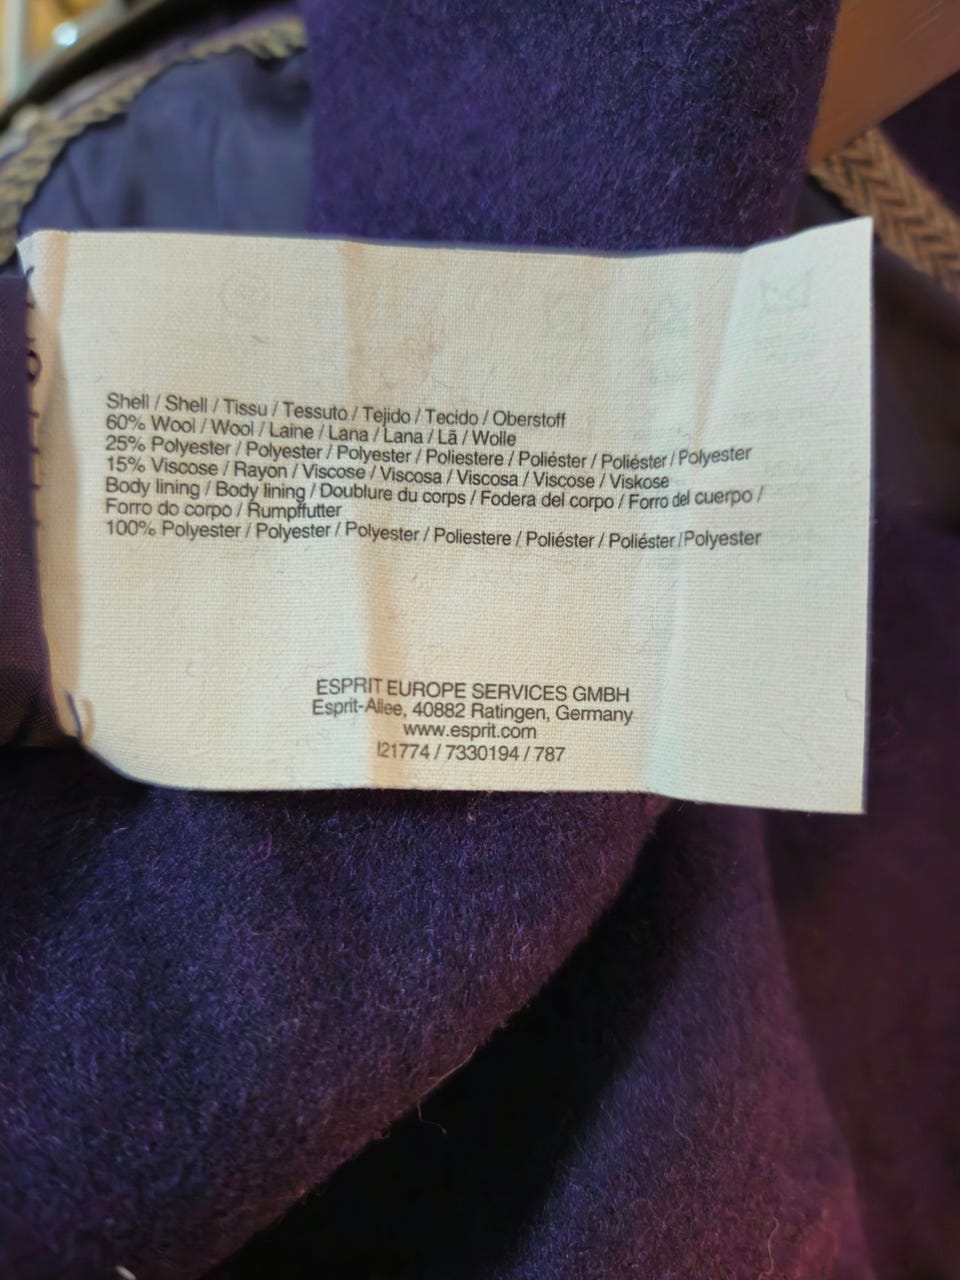 Shell / Shell / Tissu / Tessuto / Tejido / Tecido / Oberstoff
60% Wool / Wool / Laine / Lana / Lana / Lã / Wolle
25% Polyester / Polyester / Polyester / Poliestere / Poliéster / Poliéster / Polyester
15% Viscose / Rayon / Viscose / Viscosa / Viscosa / Viscose / Viskose
Body lining / Body lining / Doublure du corps / Fodera del corpo / Forro del cuerpo /
Forro do corpo / Rumpffutter
100% Polyester / Polyester / Polyester / Poliestere / Poliéster / Poliéster / Polyester
ESPRIT EUROPE SERVICES GMBH
Esprit-Allee, 40882 Ratingen, Germany
www.esprit.com
I21774 / 7330194 / 787